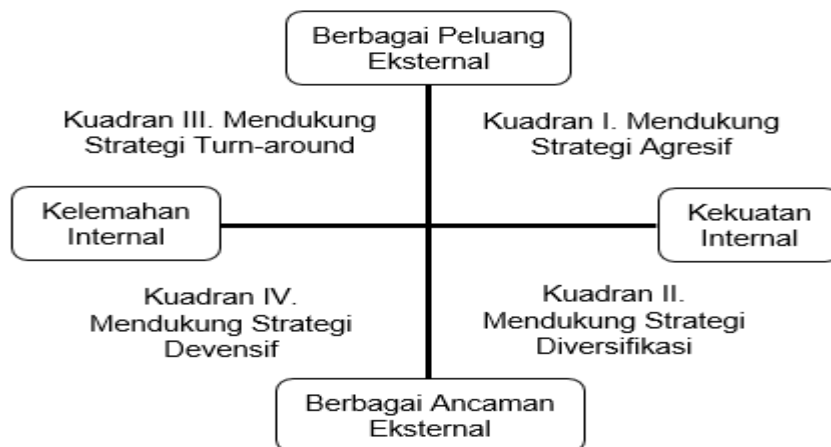 Berbagai Peluang
Eksternal
Kuadran III. Mendukung
Strategi Turn-around
Kuadran I. Mendukung
Strategi Agresif
Kelemahan
Internal
Kekuatan
Internal
Kuadran IV.
Mendukung Strategi
Devensif
Kuadran II.
Mendukung Strategi
Diversifikasi
Berbagai Ancaman
Eksternal